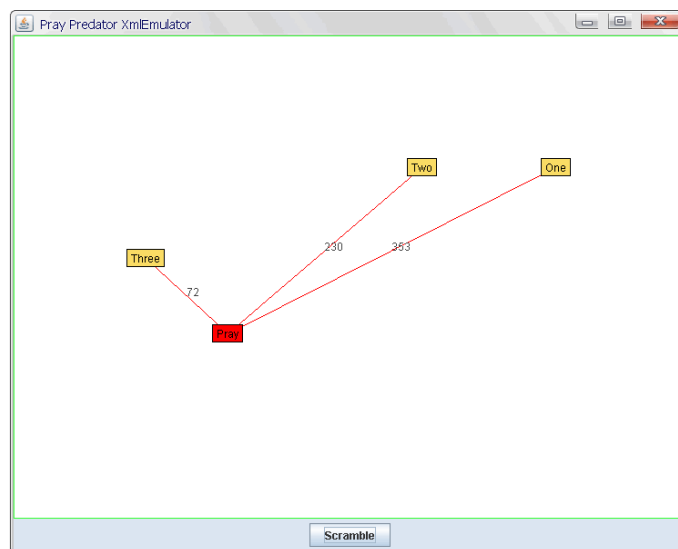 Pray Predator XmlEmulator
Two
One
230
353
Three
72
Pray
Scramble